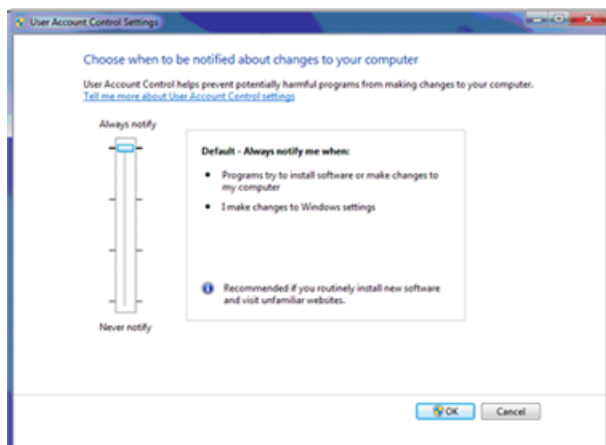 User Account Control Settings
Choose when to be notified about changes to your computer
User Account Control helps prevent potentially harmful programs from making changes to your computer.
Tell me more about User Account Control settings
Always notify
Default - Always notify me when:
Programs try to install software or make changes to
my computer
I make changes to Windows settings
Recommended if you routinely install new software
and visit unfamiliar websites.
Never notify
OK
Cancel